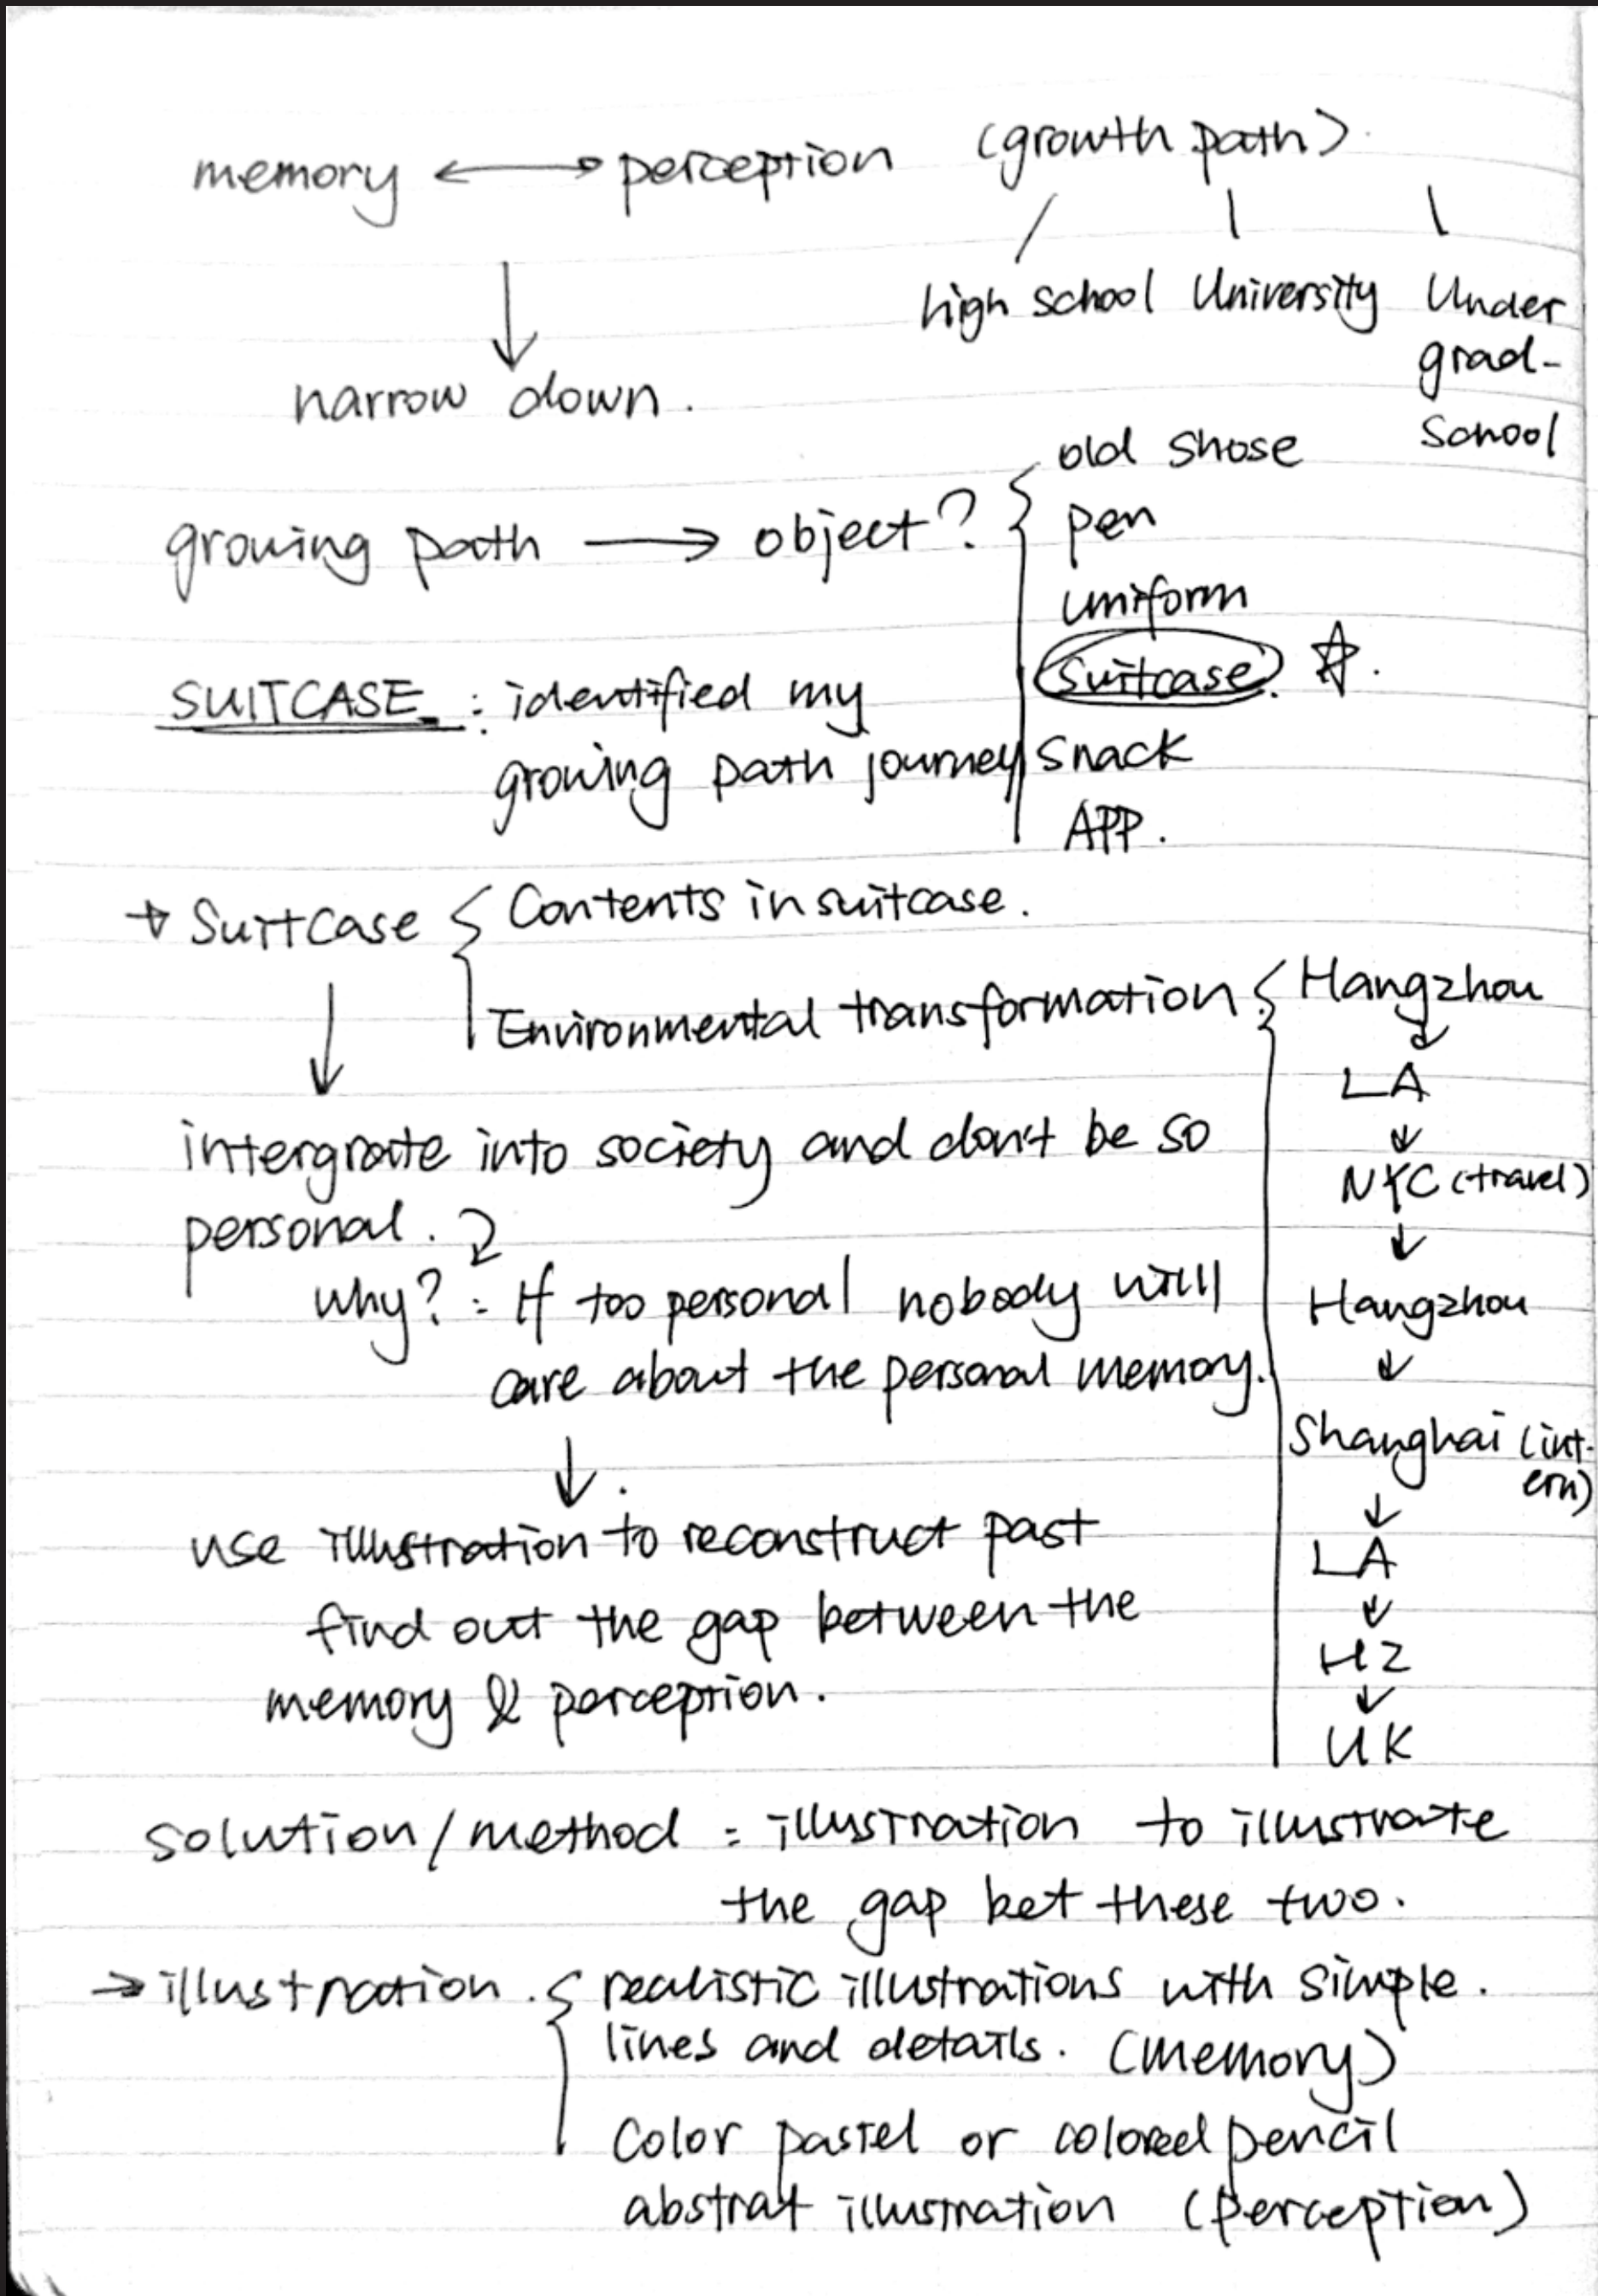 memory ⟷ perception (growth path)
high school University Under
grad-
School
narrow down.
growing path → object?
old shose
pen
uniform
suitcase. ☆.
snack
APP.
SUITCASE : identified my
growing path journey
→ Suitcase { Contents in suitcase.
Environmental transformation {
Hangzhou
↓
LA
↓
NYC (travel)
↓
Hangzhou
↓
Shanghai (int-
ern)
↓
LA
↓
HZ
↓
UK
intergrate into society and don't be so
personal.
why? : If too personal nobody will
care about the personal memory.
↓.
use illustration to reconstruct past
find out the gap between the
memory & perception.
solution/method : illustration to illustrate
the gap bet these two.
→ illustration. { realistic illustrations with simple.
lines and details. (memory)
Color pastel or colored pencil
abstrat illustration (perception)